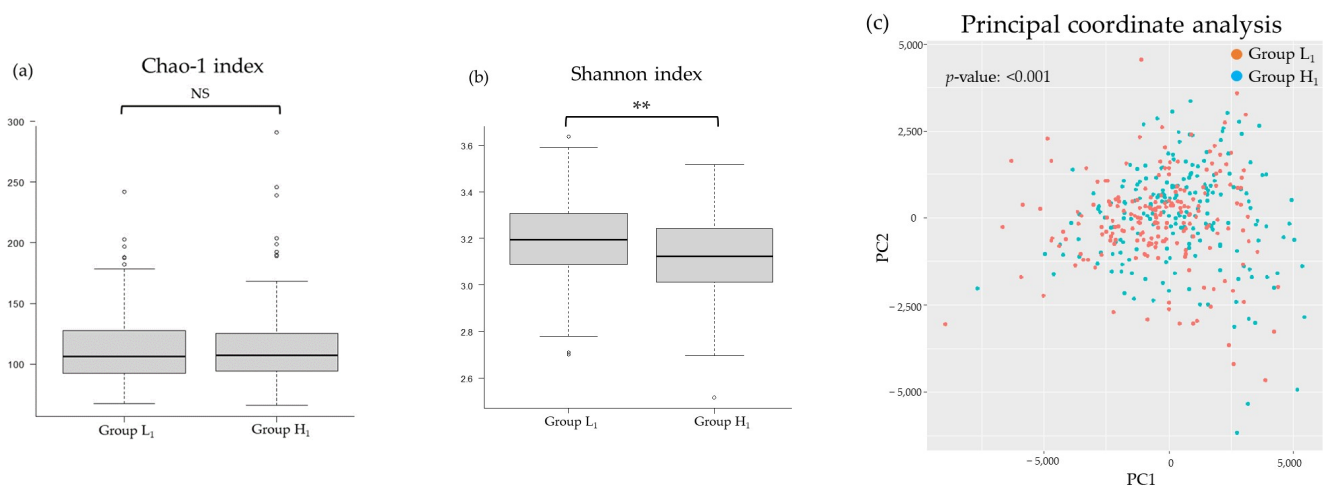 (a)
Chao-1 index
NS
300
250
200
150
100
Group L₁
Group H₁
(b)
Shannon index
**
3.6
3.4
3.2
3.0
2.8
2.6
Group L₁
Group H₁
(c)
Principal coordinate analysis
Group L₁
Group H₁
p-value: <0.001
5,000
2,500
0
−2,500
−5,000
PC2
−5,000
0
5,000
PC1